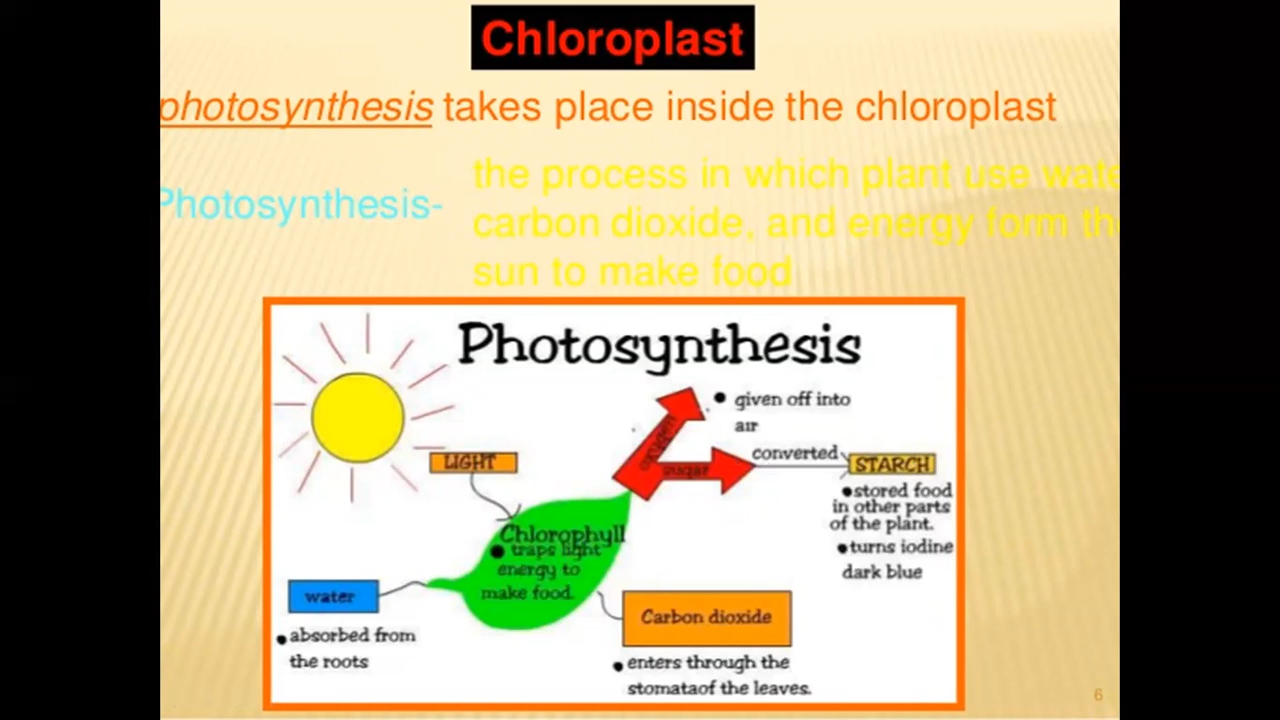 Chloroplast
photosynthesis takes place inside the chloroplast
Photosynthesis-
the process in which plant use wate
carbon dioxide, and energy form th
sun to make food
Photosynthesis
given off into
air
oxygen
sugar
converted
STARCH
stored food
in other parts
of the plant.
turns iodine
dark blue
LIGHT
Chlorophyll
traps light
energy to
make food.
water
absorbed from
the roots
Carbon dioxide
enters through the
stomataof the leaves.
6